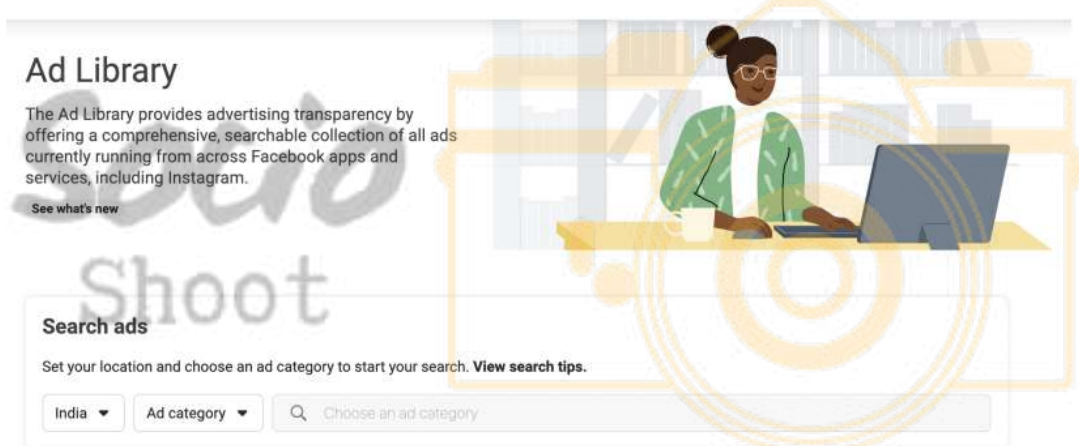 Ad Library
The Ad Library provides advertising transparency by
offering a comprehensive, searchable collection of all ads
currently running from across Facebook apps and
services, including Instagram.
See what's new
Socio
Shoot
Search ads
Set your location and choose an ad category to start your search. View search tips.
India
Ad category
Choose an ad category